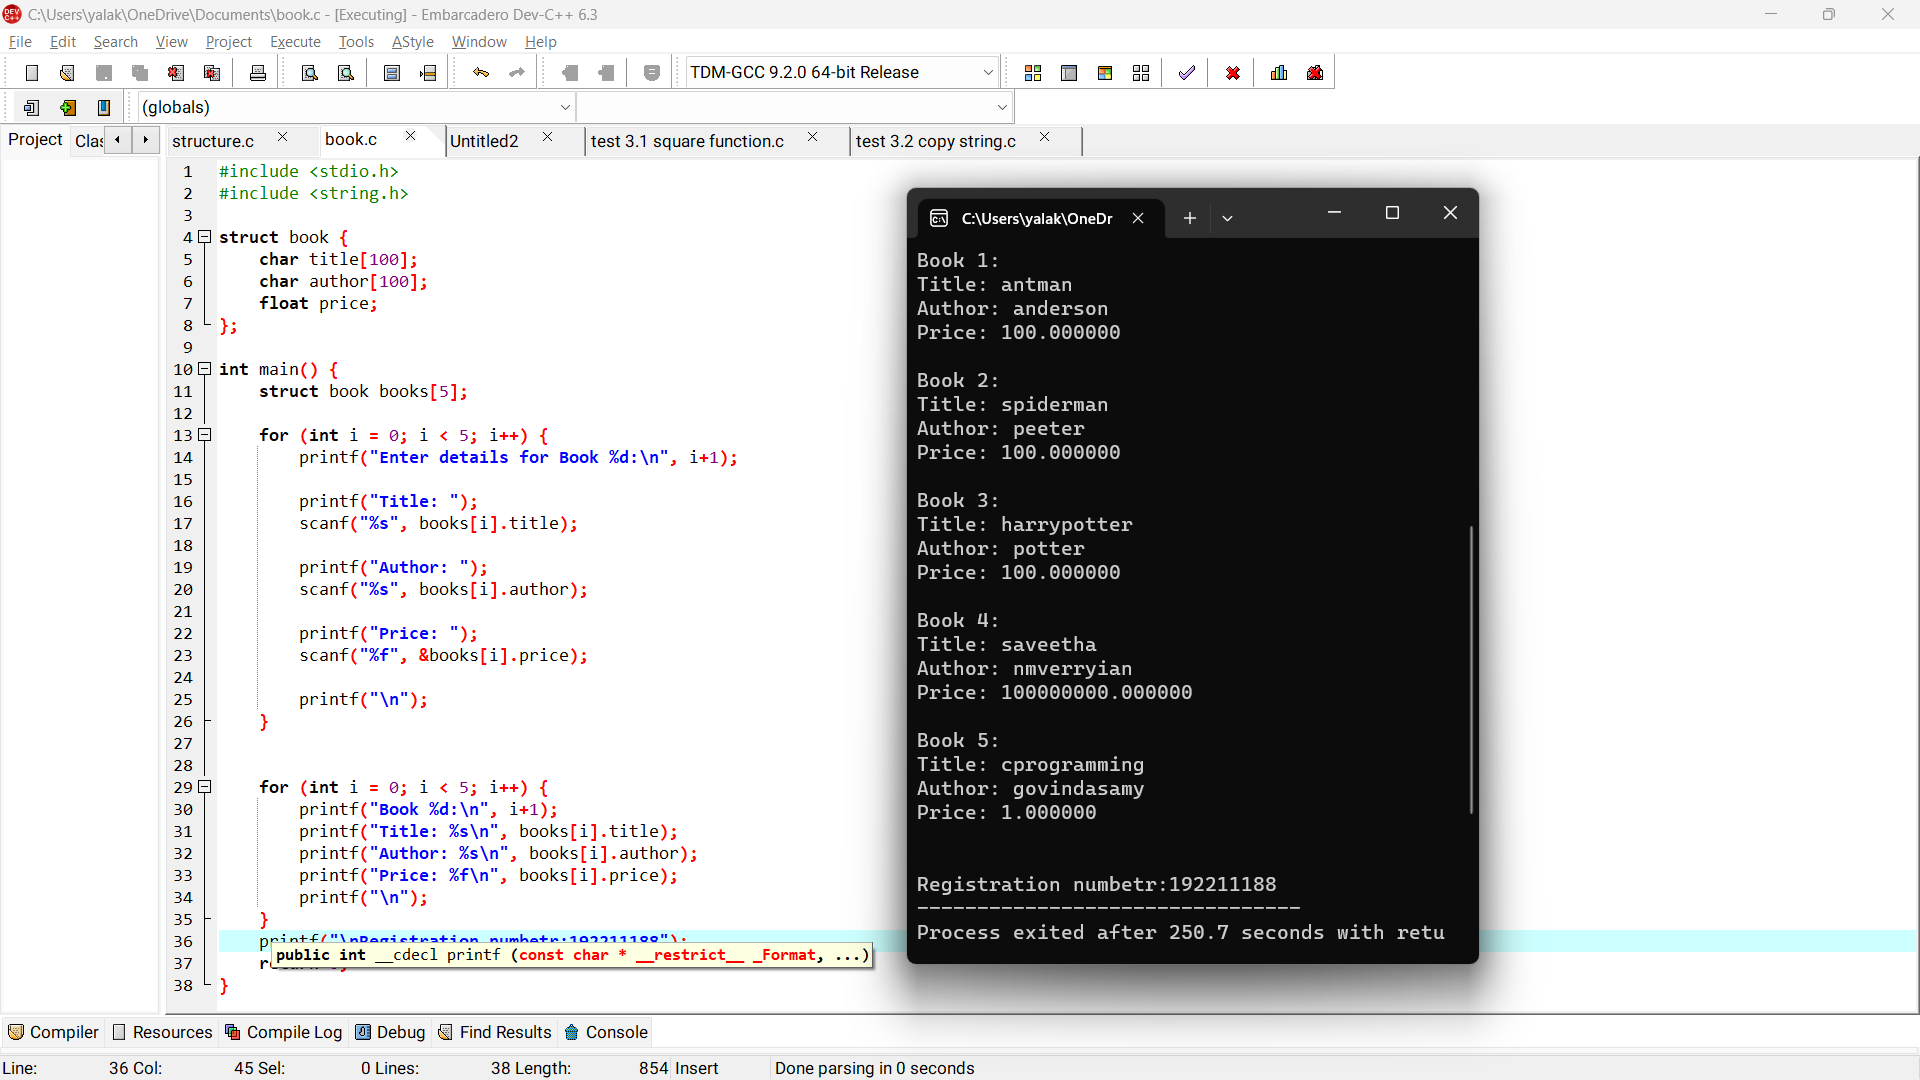 C:\Users\yalak\OneDrive\Documents\book.c - [Executing] - Embarcadero Dev-C++ 6.3
File Edit Search View Project Execute Tools AStyle Window Help
TDM-GCC 9.2.0 64-bit Release
(globals)
Project Clas structure.c book.c Untitled2 test 3.1 square function.c test 3.2 copy string.c
1 #include <stdio.h>
2 #include <string.h>
3
4 struct book {
5 char title[100];
6 char author[100];
7 float price;
8 };
9
10 int main() {
11 struct book books[5];
12
13 for (int i = 0; i < 5; i++) {
14 printf("Enter details for Book %d:\n", i+1);
15
16 printf("Title: ");
17 scanf("%s", books[i].title);
18
19 printf("Author: ");
20 scanf("%s", books[i].author);
21
22 printf("Price: ");
23 scanf("%f", &books[i].price);
24
25 printf("\n");
26 }
27
28
29 for (int i = 0; i < 5; i++) {
30 printf("Book %d:\n", i+1);
31 printf("Title: %s\n", books[i].title);
32 printf("Author: %s\n", books[i].author);
33 printf("Price: %f\n", books[i].price);
34 printf("\n");
35 }
36 printf("\nRegistration numbetr:192211188");
public int __cdecl printf (const char * __restrict__ _Format, ...)
37
38 }
C:\Users\yalak\OneDr
Book 1:
Title: antman
Author: anderson
Price: 100.000000
Book 2:
Title: spiderman
Author: peeter
Price: 100.000000
Book 3:
Title: harrypotter
Author: potter
Price: 100.000000
Book 4:
Title: saveetha
Author: nmverryian
Price: 100000000.000000
Book 5:
Title: cprogramming
Author: govindasamy
Price: 1.000000
Registration numbetr:192211188
--------------------------------
Process exited after 250.7 seconds with retu
Compiler Resources Compile Log Debug Find Results Console
Line: 36 Col: 45 Sel: 0 Lines: 38 Length: 854 Insert Done parsing in 0 seconds